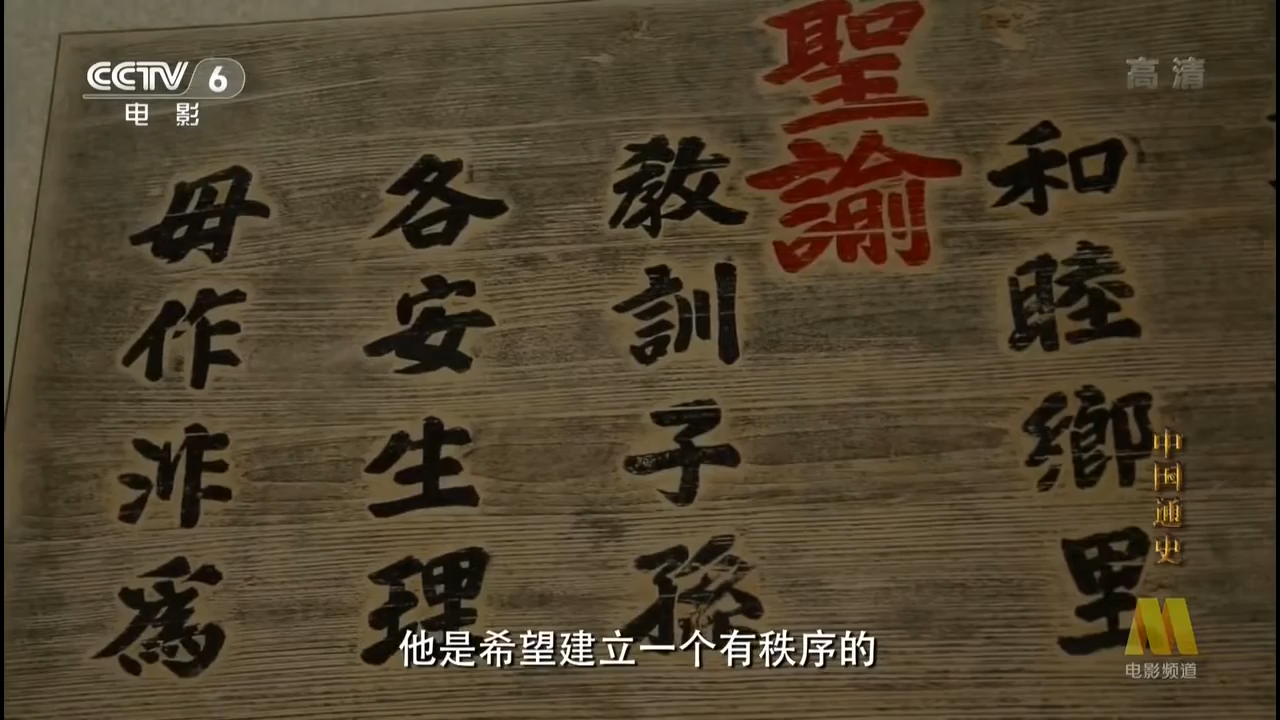 CCTV 6
电影
高清
和睦鄉里
聖諭
教訓子孫
各安生理
毋作非爲
中国通史
他是希望建立一个有秩序的
电影频道